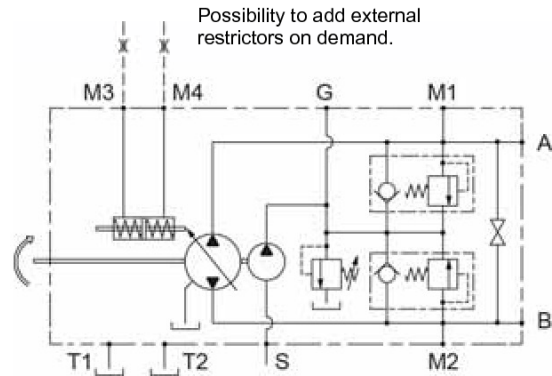 Possibility to add external
restrictors on demand.
M3 M4 G M1
A
B
T1 T2 S M2